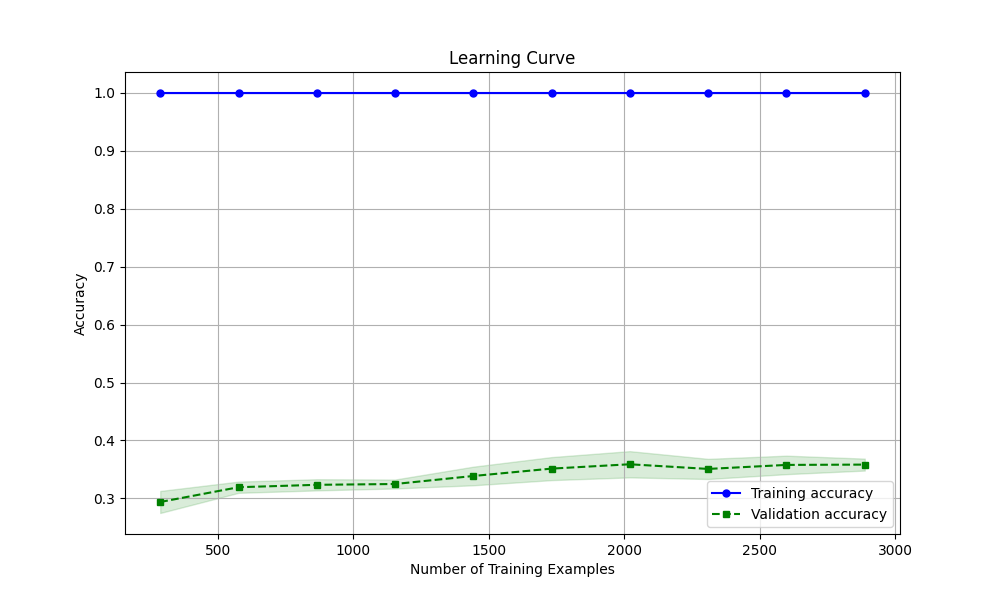 Learning Curve
1.0
0.9
0.8
0.7
0.6
0.5
0.4
0.3
Accuracy
Training accuracy
Validation accuracy
500
1000
1500
2000
2500
3000
Number of Training Examples